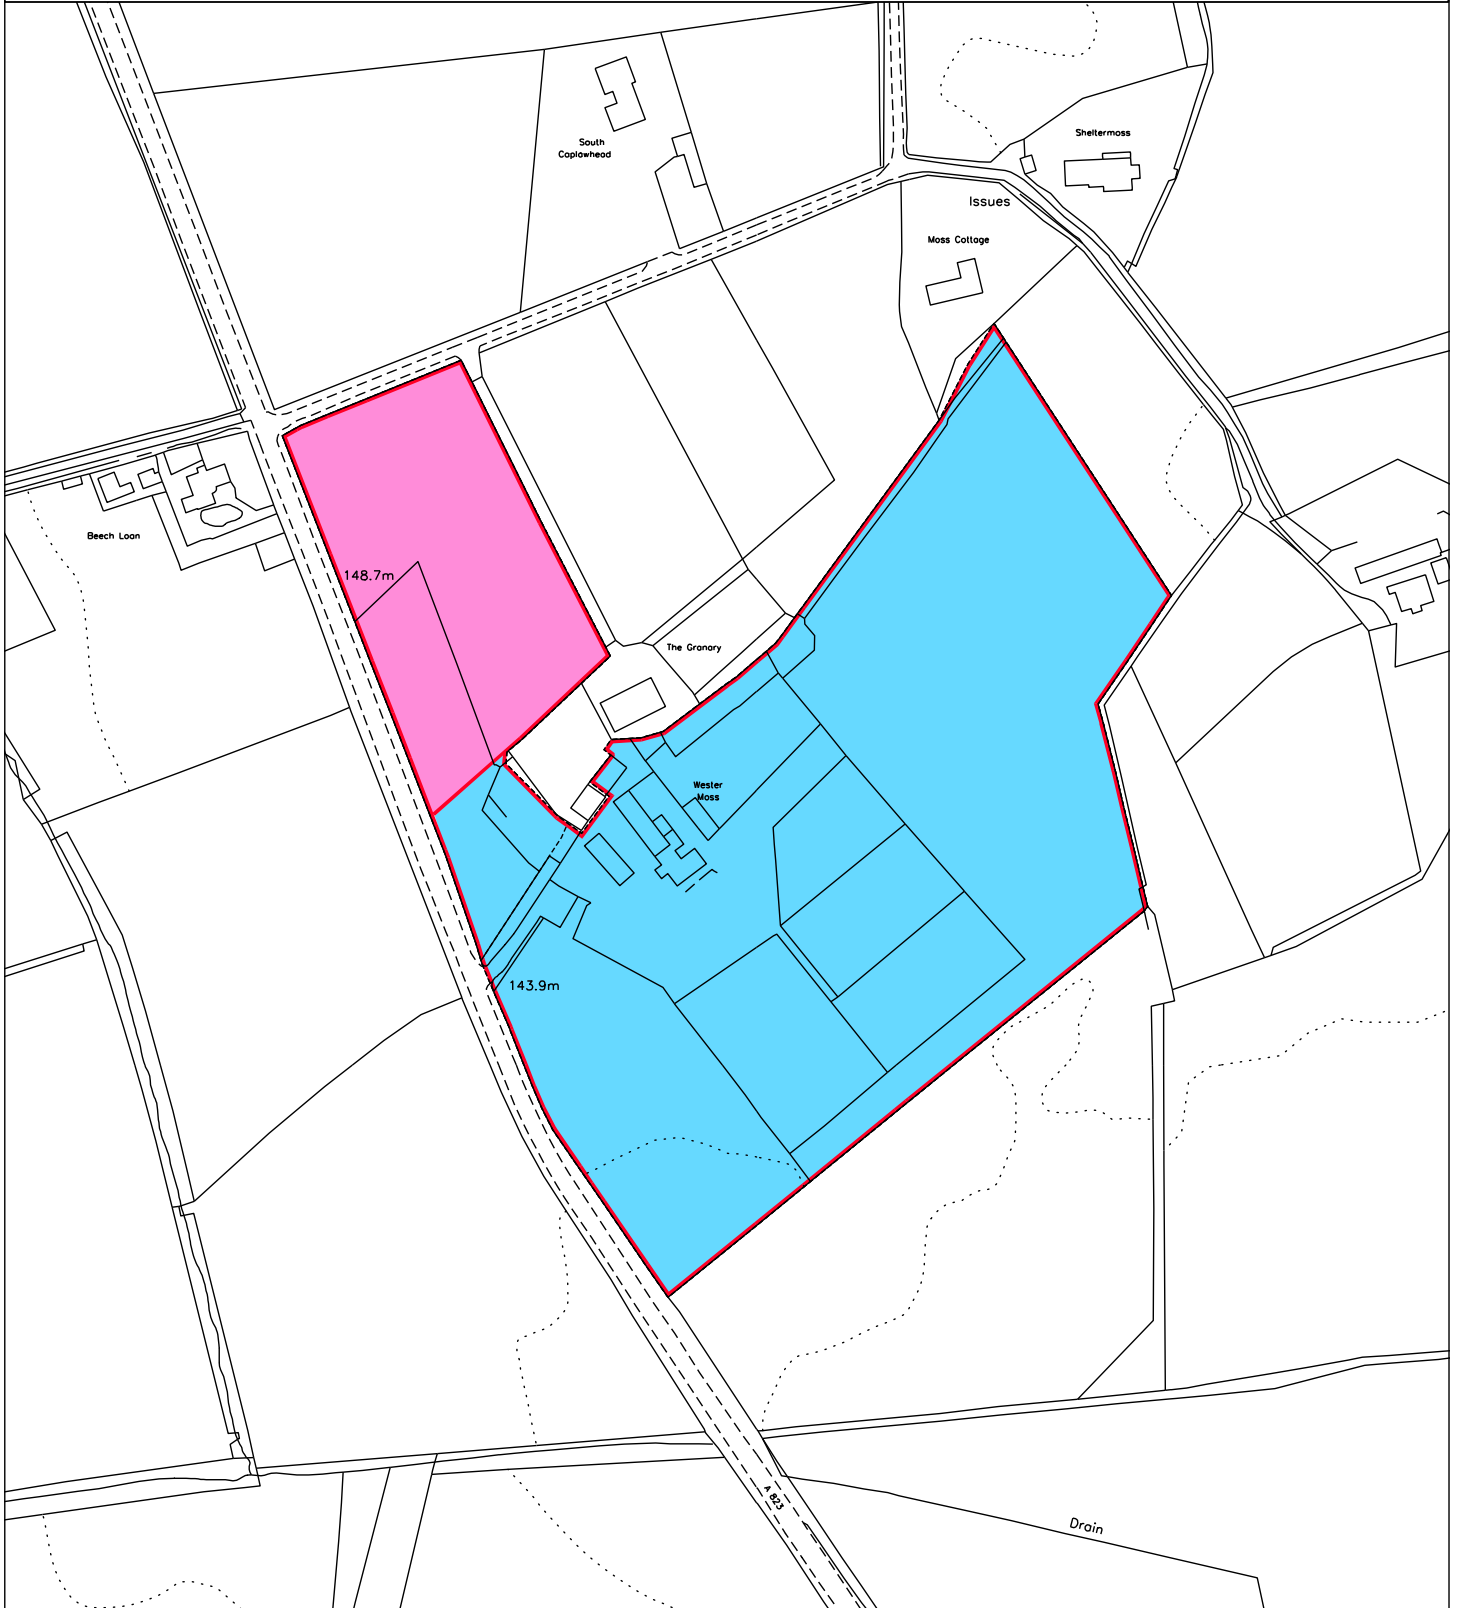 Sheltermoss
South
Caplawhead
Issues
Moss Cottage
Beech Loan
148.7m
The Granary
Wester
Moss
143.9m
A 823
Drain